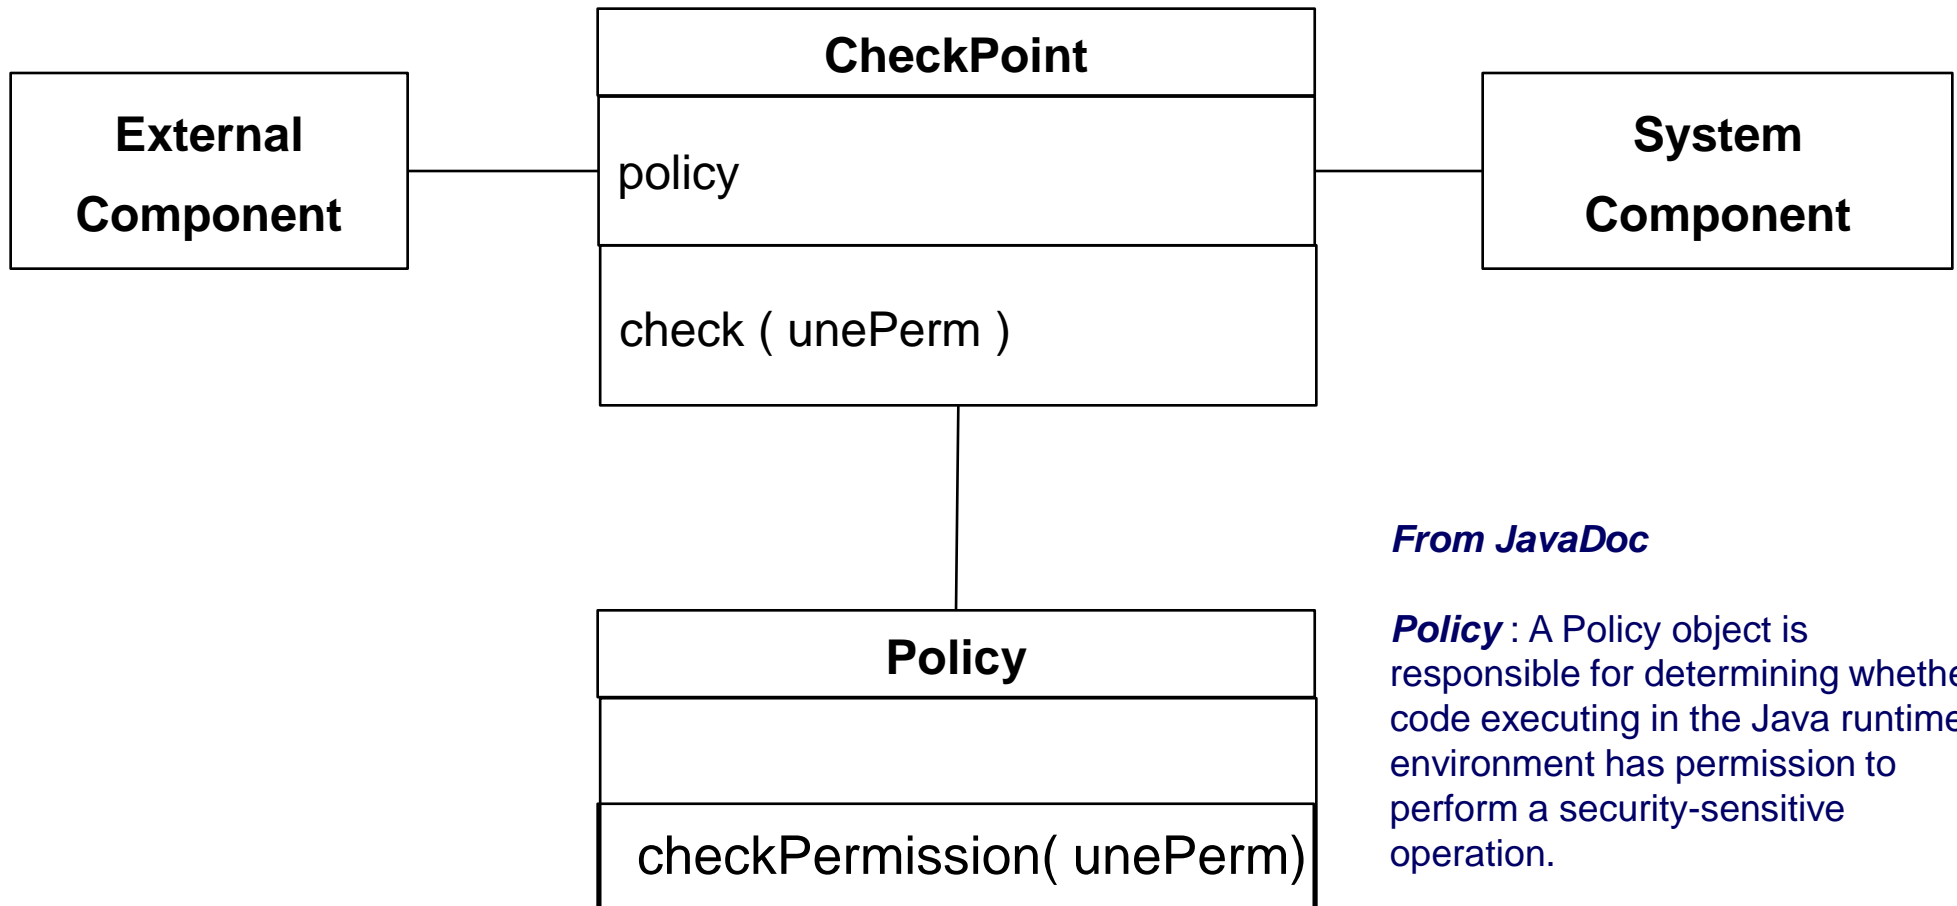 External
Component
CheckPoint
policy
check ( unePerm )
System
Component
Policy
checkPermission( unePerm)
From JavaDoc
Policy : A Policy object is
responsible for determining whethe
code executing in the Java runtime
environment has permission to
perform a security-sensitive
operation.